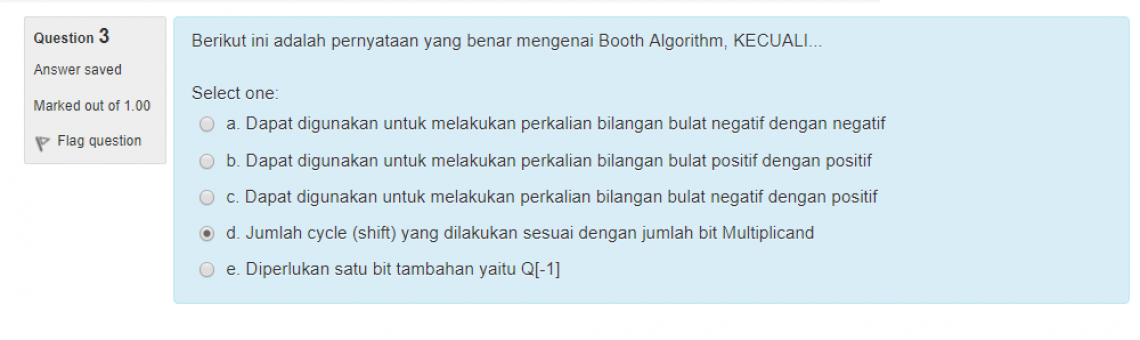 Question 3
Answer saved
Marked out of 1.00
Flag question
Berikut ini adalah pernyataan yang benar mengenai Booth Algorithm, KECUALI...
Select one:
a. Dapat digunakan untuk melakukan perkalian bilangan bulat negatif dengan negatif
b. Dapat digunakan untuk melakukan perkalian bilangan bulat positif dengan positif
c. Dapat digunakan untuk melakukan perkalian bilangan bulat negatif dengan positif
d. Jumlah cycle (shift) yang dilakukan sesuai dengan jumlah bit Multiplicand
e. Diperlukan satu bit tambahan yaitu Q[-1]